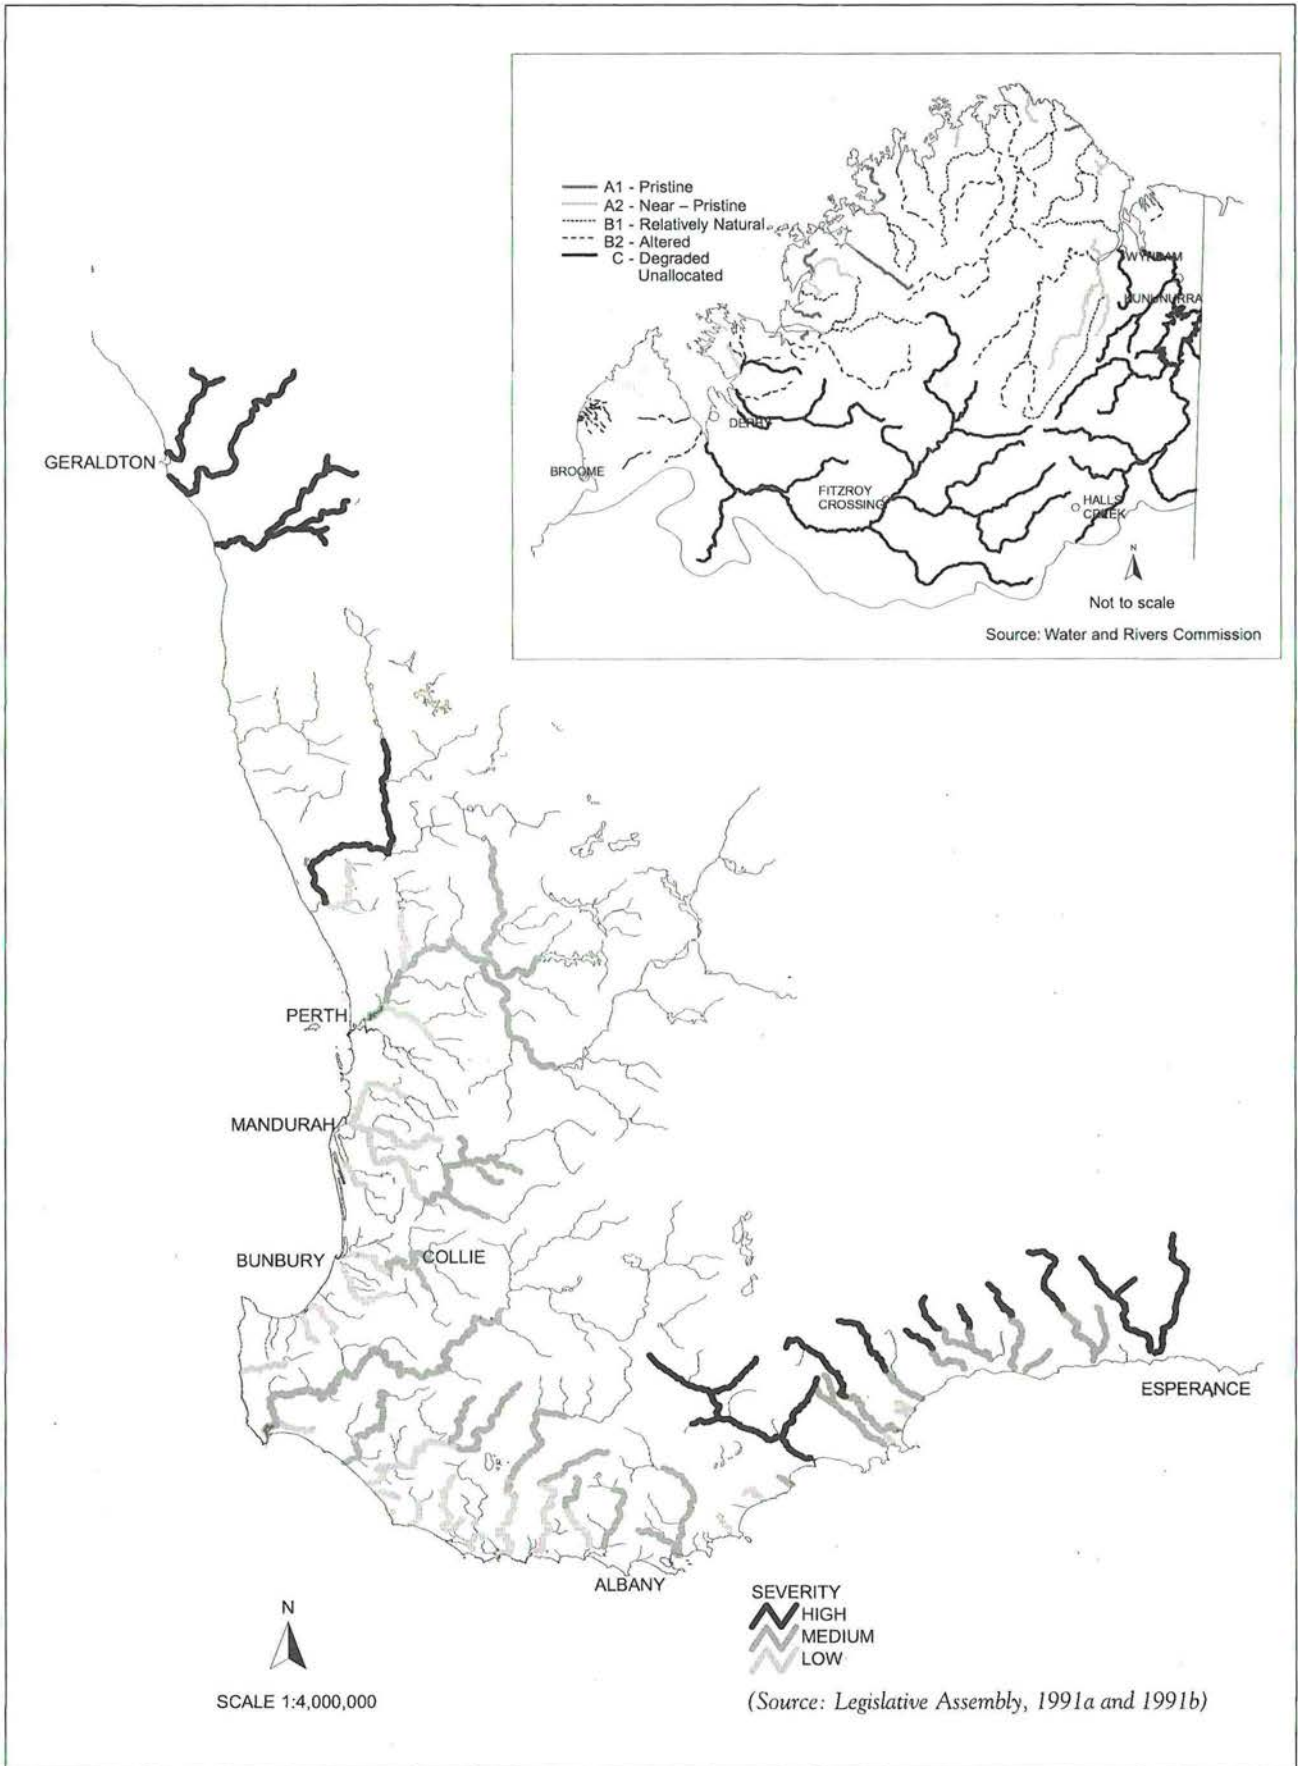 A1 - Pristine
A2 - Near – Pristine
B1 - Relatively Natural
B2 - Altered
C - Degraded
Unallocated
WYNDAM
KUNUNURRA
DERBY
BROOME
FITZROY
CROSSING
HALLS
CREEK
N
Not to scale
Source: Water and Rivers Commission
GERALDTON
PERTH
MANDURAH
BUNBURY
COLLIE
ESPERANCE
ALBANY
SEVERITY
HIGH
MEDIUM
LOW
N
SCALE 1:4,000,000
(Source: Legislative Assembly, 1991a and 1991b)